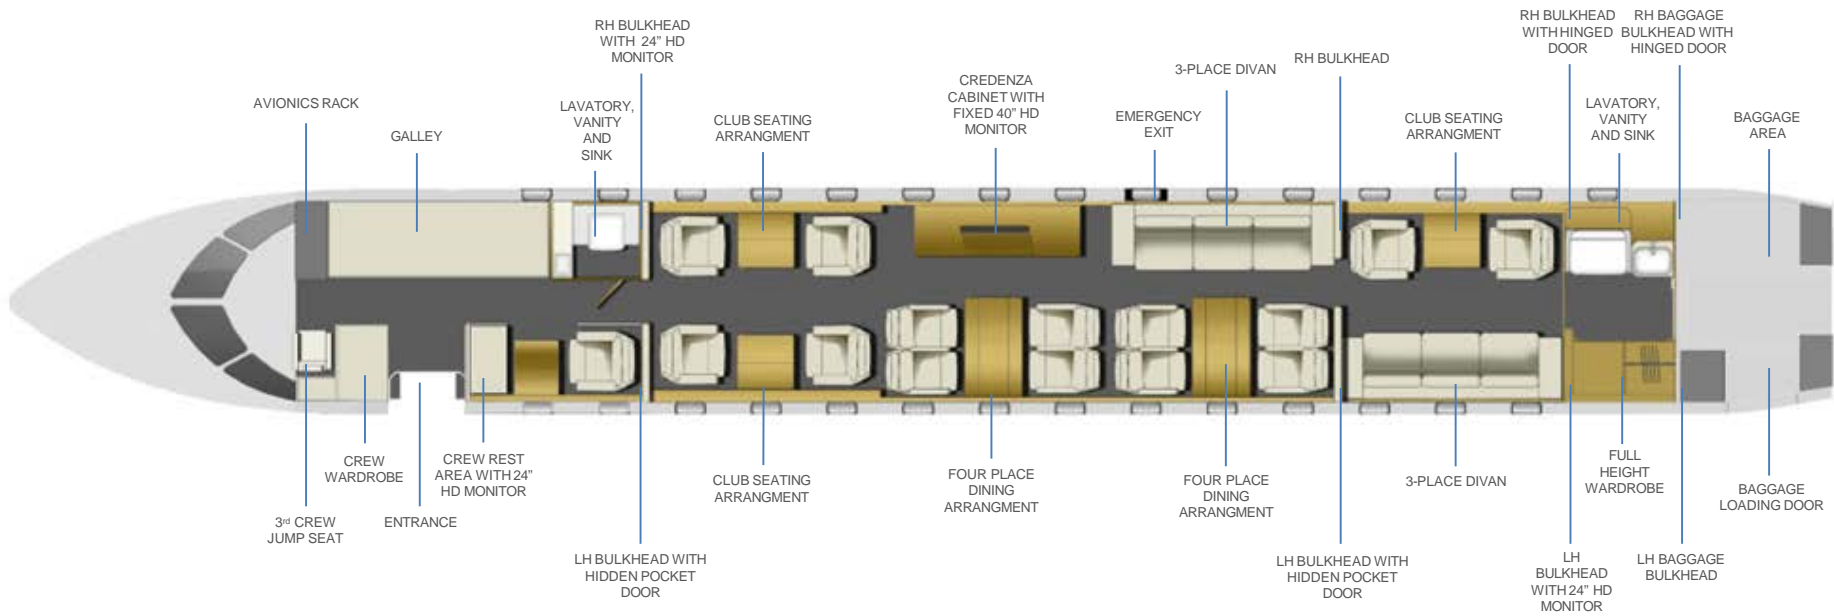 AVIONICS RACK
GALLEY
LAVATORY,
VANITY
AND
SINK
RH BULKHEAD
WITH 24" HD
MONITOR
CLUB SEATING
ARRANGMENT
CREDENZA
CABINET WITH
FIXED 40" HD
MONITOR
EMERGENCY
EXIT
3-PLACE DIVAN
RH BULKHEAD
CLUB SEATING
ARRANGMENT
RH BULKHEAD
WITH HINGED
DOOR
LAVATORY,
VANITY
AND SINK
RH BAGGAGE
BULKHEAD WITH
HINGED DOOR
BAGGAGE
AREA
3rd CREW
JUMP SEAT
CREW
WARDROBE
ENTRANCE
CREW REST
AREA WITH 24"
HD MONITOR
LH BULKHEAD WITH
HIDDEN POCKET
DOOR
CLUB SEATING
ARRANGMENT
FOUR PLACE
DINING
ARRANGMENT
FOUR PLACE
DINING
ARRANGMENT
LH BULKHEAD WITH
HIDDEN POCKET
DOOR
3-PLACE DIVAN
LH
BULKHEAD
WITH 24" HD
MONITOR
FULL
HEIGHT
WARDROBE
LH BAGGAGE
BULKHEAD
BAGGAGE
LOADING DOOR